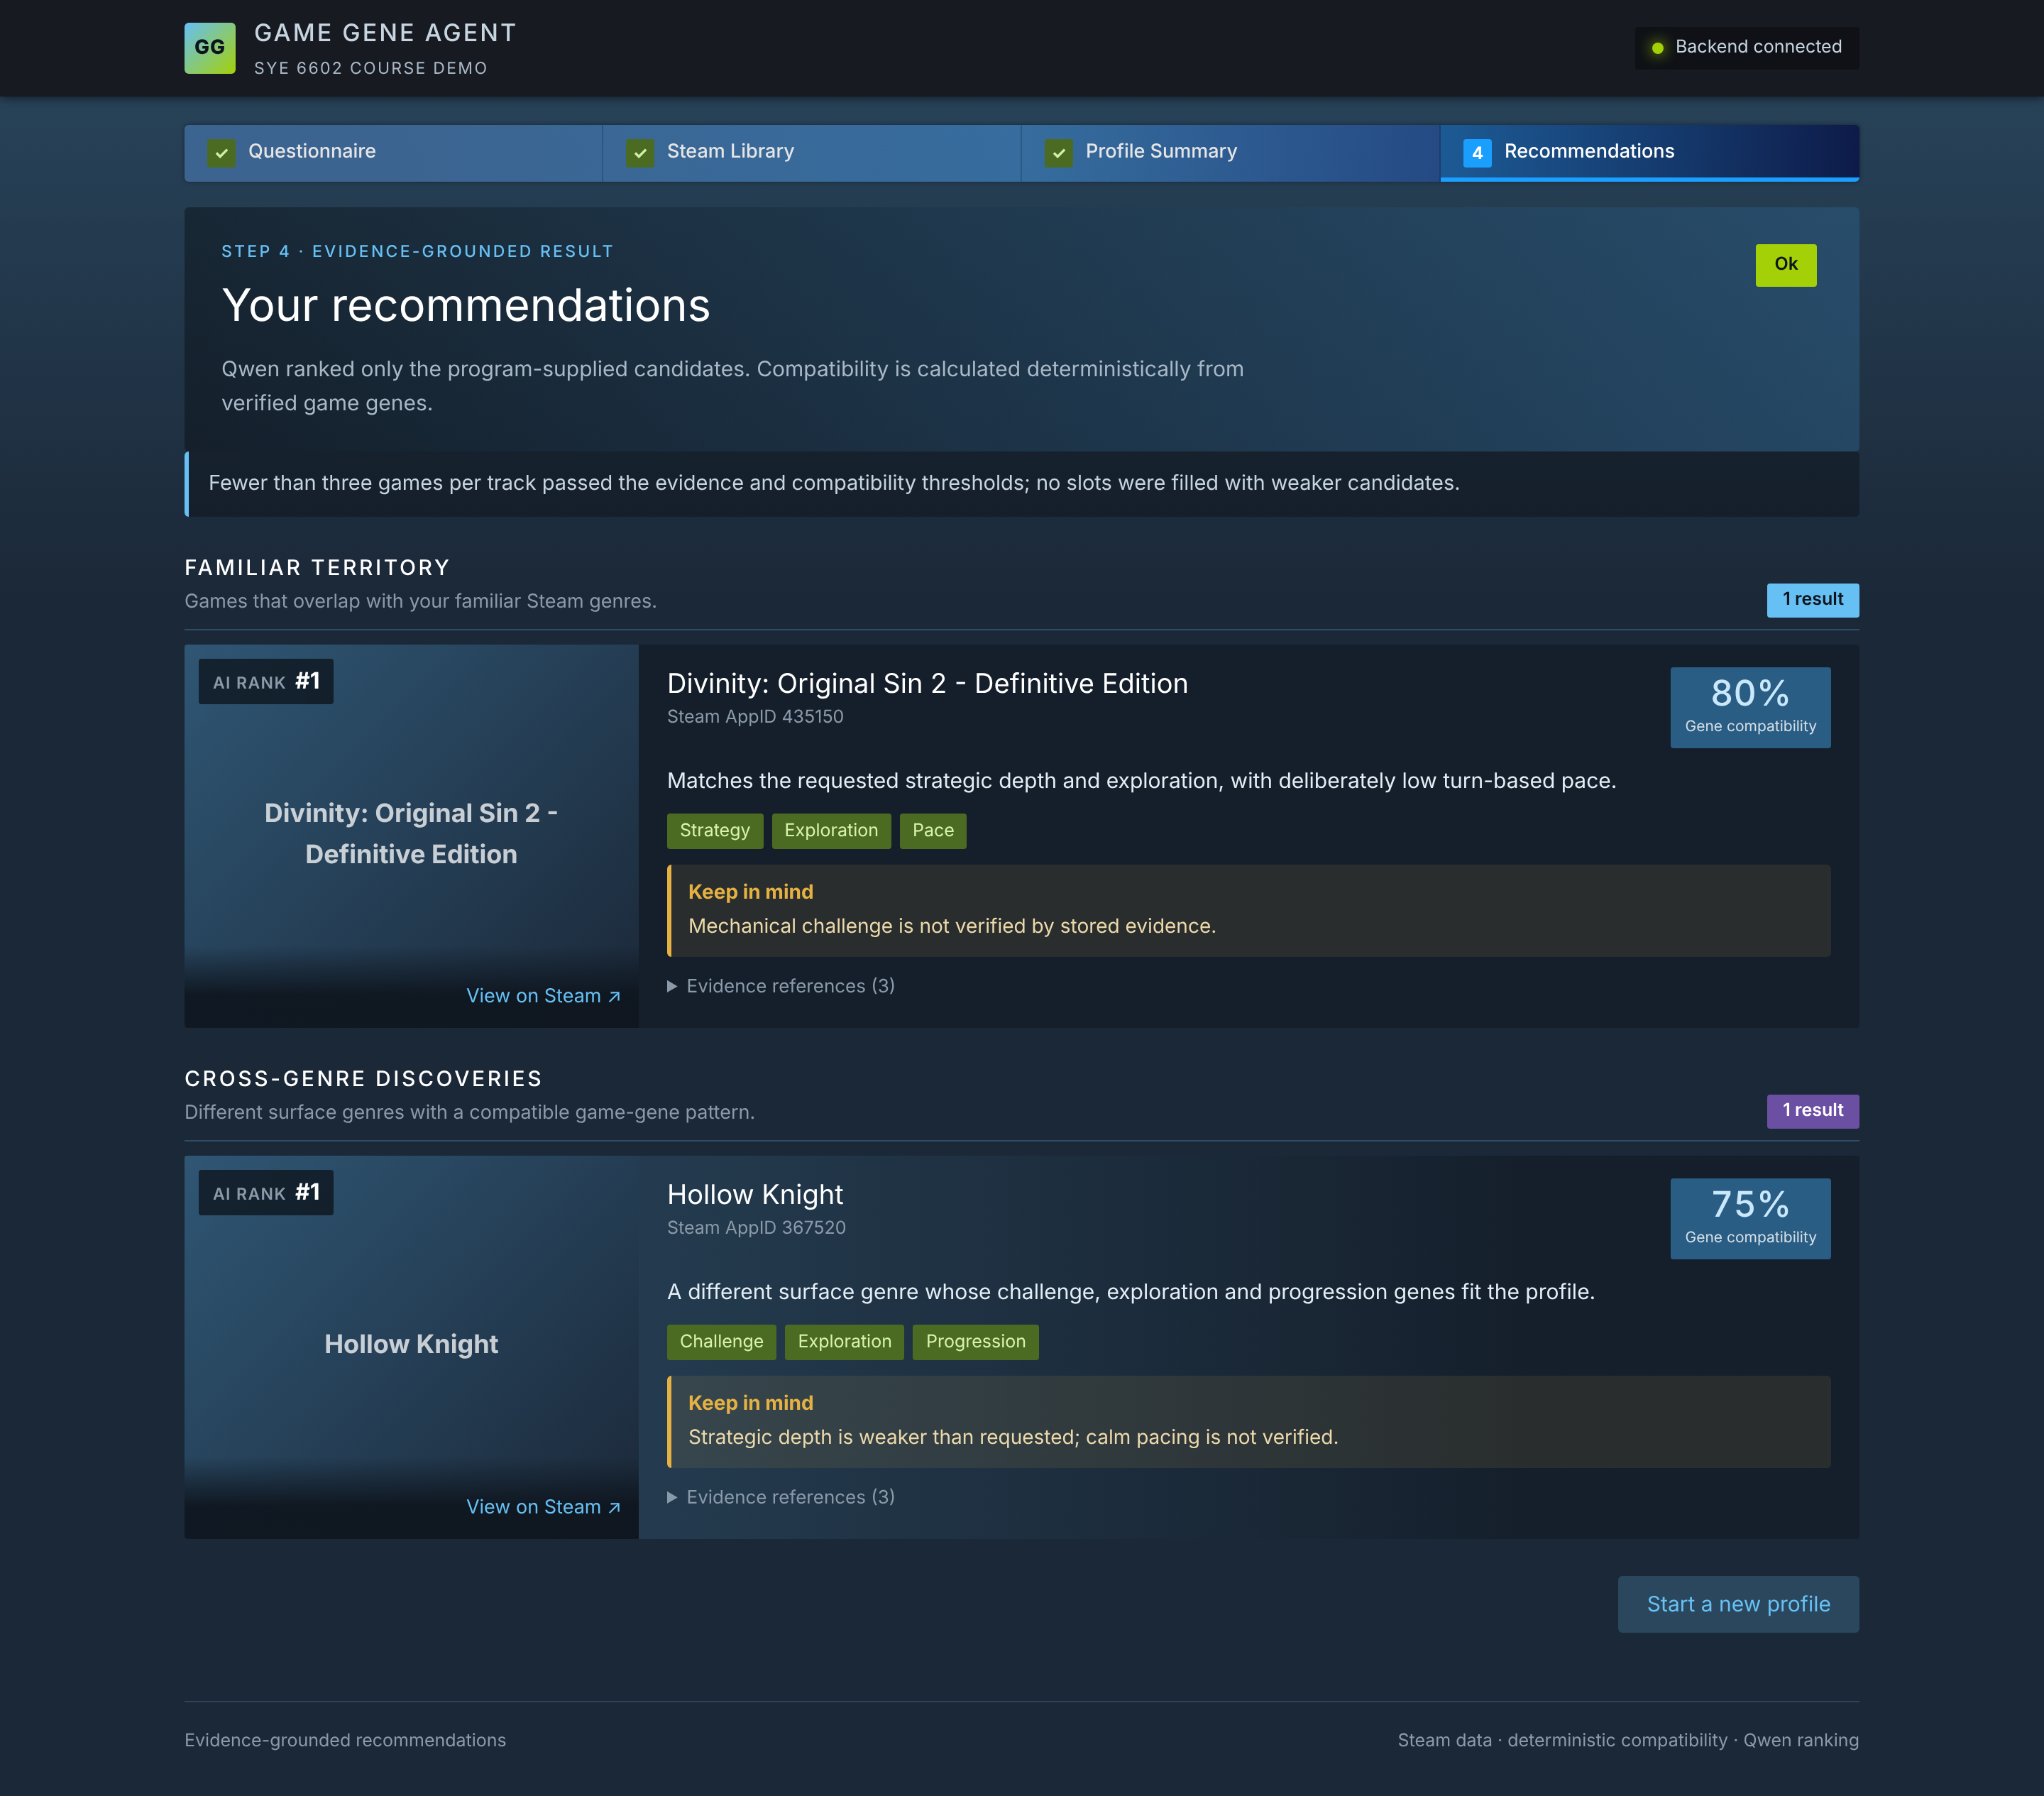 GG
GAME GENE AGENT
SYE 6602 COURSE DEMO
Backend connected
Questionnaire
Steam Library
Profile Summary
4 Recommendations
STEP 4 · EVIDENCE-GROUNDED RESULT
Ok
Your recommendations
Qwen ranked only the program-supplied candidates. Compatibility is calculated deterministically from
verified game genes.
Fewer than three games per track passed the evidence and compatibility thresholds; no slots were filled with weaker candidates.
FAMILIAR TERRITORY
Games that overlap with your familiar Steam genres.
1 result
AI RANK #1
Divinity: Original Sin 2 -
Definitive Edition
View on Steam ↗
Divinity: Original Sin 2 - Definitive Edition
Steam AppID 435150
80%
Gene compatibility
Matches the requested strategic depth and exploration, with deliberately low turn-based pace.
Strategy Exploration Pace
Keep in mind
Mechanical challenge is not verified by stored evidence.
▶ Evidence references (3)
CROSS-GENRE DISCOVERIES
Different surface genres with a compatible game-gene pattern.
1 result
AI RANK #1
Hollow Knight
View on Steam ↗
Hollow Knight
Steam AppID 367520
75%
Gene compatibility
A different surface genre whose challenge, exploration and progression genes fit the profile.
Challenge Exploration Progression
Keep in mind
Strategic depth is weaker than requested; calm pacing is not verified.
▶ Evidence references (3)
Start a new profile
Evidence-grounded recommendations
Steam data · deterministic compatibility · Qwen ranking